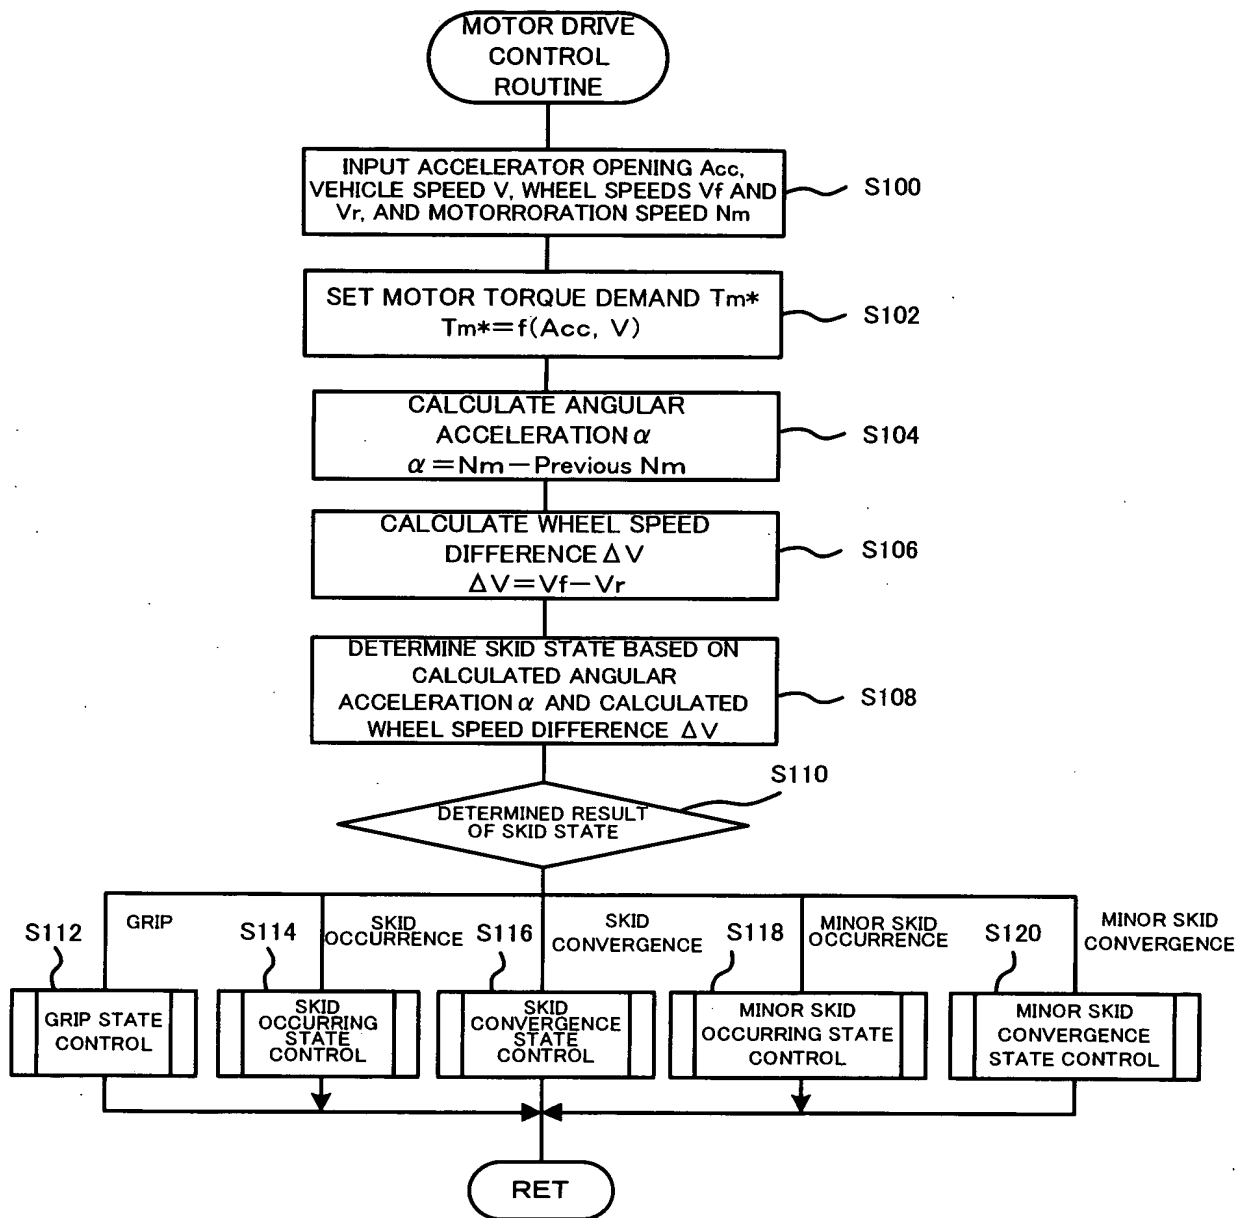 MOTOR DRIVE
CONTROL
ROUTINE
INPUT ACCELERATOR OPENING Acc,
VEHICLE SPEED V, WHEEL SPEEDS Vf AND
Vr, AND MOTORRORATION SPEED Nm
S100
SET MOTOR TORQUE DEMAND Tm*
Tm*=f(Acc, V)
S102
CALCULATE ANGULAR
ACCELERATION α
α=Nm-Previous Nm
S104
CALCULATE WHEEL SPEED
DIFFERENCE ΔV
ΔV=Vf-Vr
S106
DETERMINE SKID STATE BASED ON
CALCULATED ANGULAR
ACCELERATION α AND CALCULATED
WHEEL SPEED DIFFERENCE ΔV
S108
S110
DETERMINED RESULT
OF SKID STATE
GRIP
S112
GRIP STATE
CONTROL
SKID
OCCURRENCE
S114
SKID
OCCURRING
STATE
CONTROL
SKID
CONVERGENCE
S116
SKID
CONVERGENCE
STATE
CONTROL
MINOR SKID
OCCURRENCE
S118
MINOR SKID
OCCURRING STATE
CONTROL
MINOR SKID
CONVERGENCE
S120
MINOR SKID
CONVERGENCE
STATE CONTROL
RET